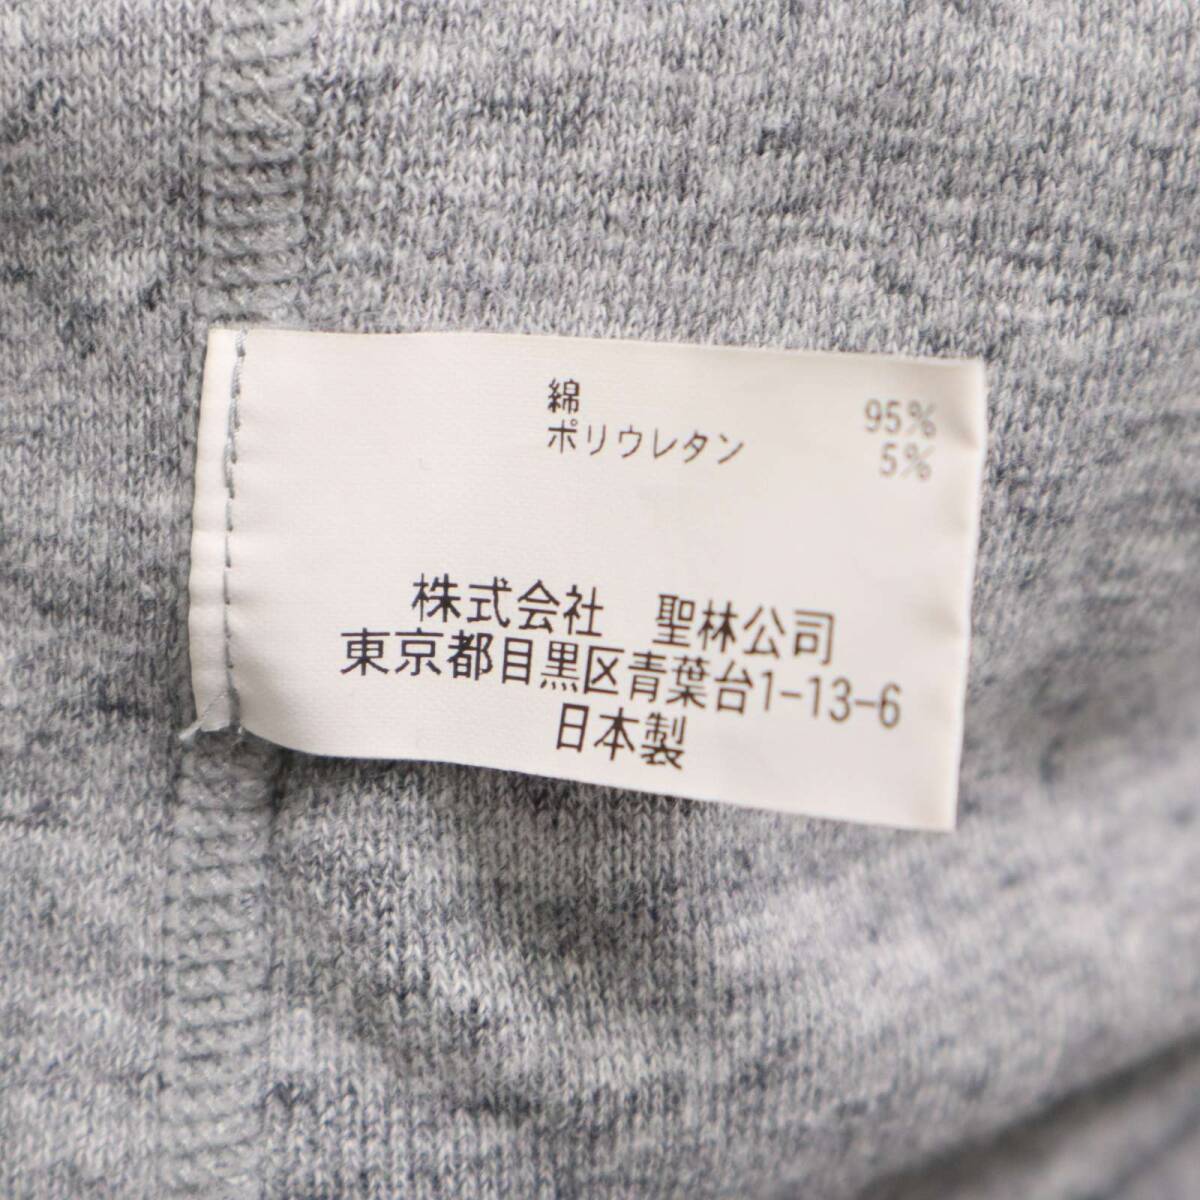 綿 95%
ポリウレタン 5%
株式会社 聖林公司
東京都目黒区青葉台1-13-6
日本製